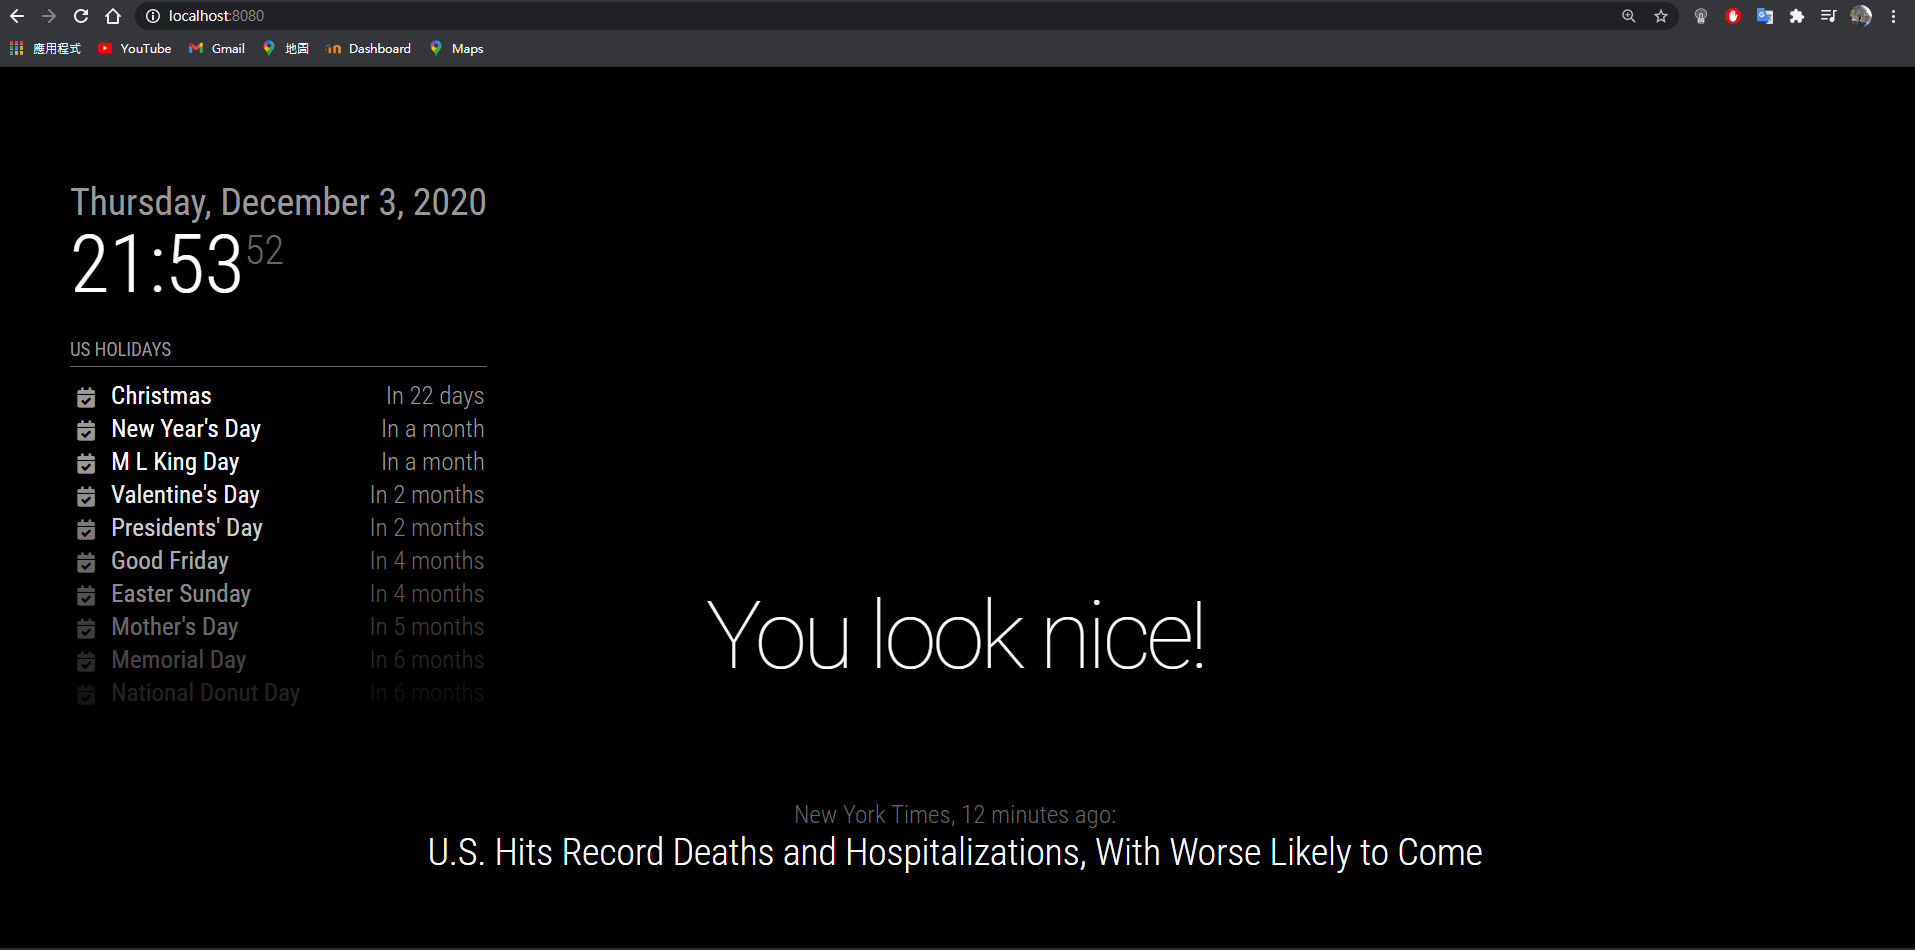 localhost:8080
應用程式 YouTube Gmail 地圖 Dashboard Maps
Thursday, December 3, 2020
21:53 52
US HOLIDAYS
Christmas In 22 days
New Year's Day In a month
M L King Day In a month
Valentine's Day In 2 months
Presidents' Day In 2 months
Good Friday In 4 months
Easter Sunday In 4 months
Mother's Day In 5 months
Memorial Day In 6 months
National Donut Day In 6 months
You look nice!
New York Times, 12 minutes ago:
U.S. Hits Record Deaths and Hospitalizations, With Worse Likely to Come